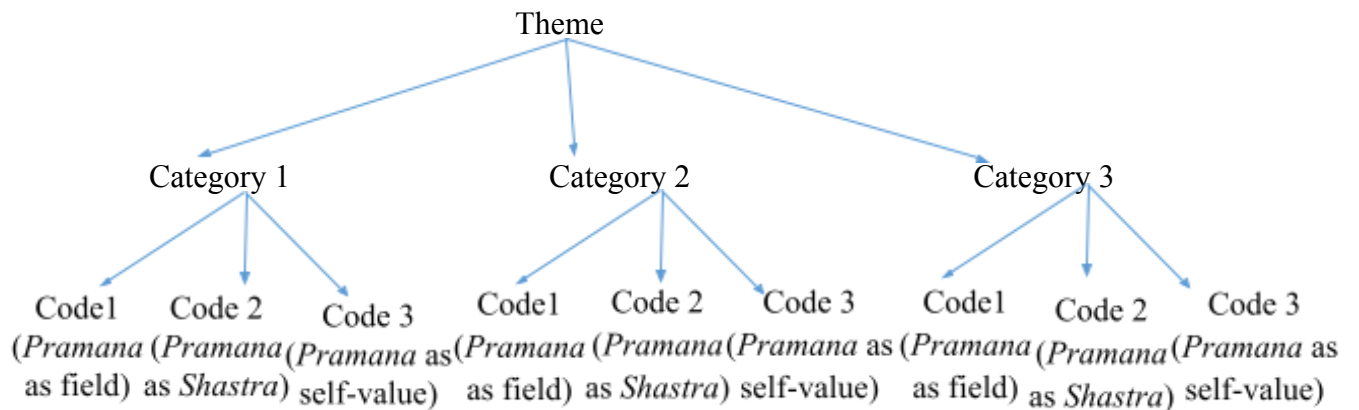 Theme
Category 1
Category 2
Category 3
Code1
(Pramana
as field)
Code 2
(Pramana
as Shastra)
Code 3
(Pramana as
self-value)
Code1
(Pramana
as field)
Code 2
(Pramana
as Shastra)
Code 3
(Pramana as
self-value)
Code1
(Pramana
as field)
Code 2
(Pramana
as Shastra)
Code 3
(Pramana as
self-value)